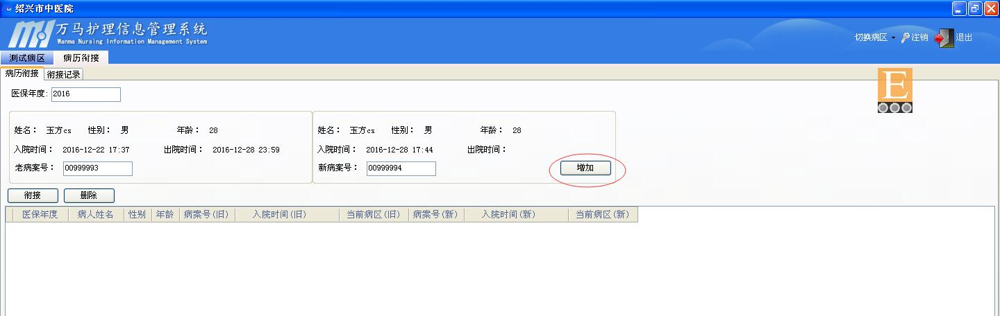 绍兴市中医院
万马护理信息管理系统
Wanma Nursing Information Management System
切换病区 注销 退出
测试病区 病历衔接
病历衔接 衔接记录
E
医保年度: 2016
姓名： 玉方cs 性别： 男 年龄： 28
姓名： 玉方cs 性别： 男 年龄： 28
入院时间： 2016-12-22 17:37 出院时间： 2016-12-28 23:59
入院时间： 2016-12-28 17:44 出院时间：
老病案号： 00999993
新病案号： 00999994 增加
衔接 删除
医保年度 病人姓名 性别 年龄 病案号(旧) 入院时间(旧) 当前病区(旧) 病案号(新) 入院时间(新) 当前病区(新)